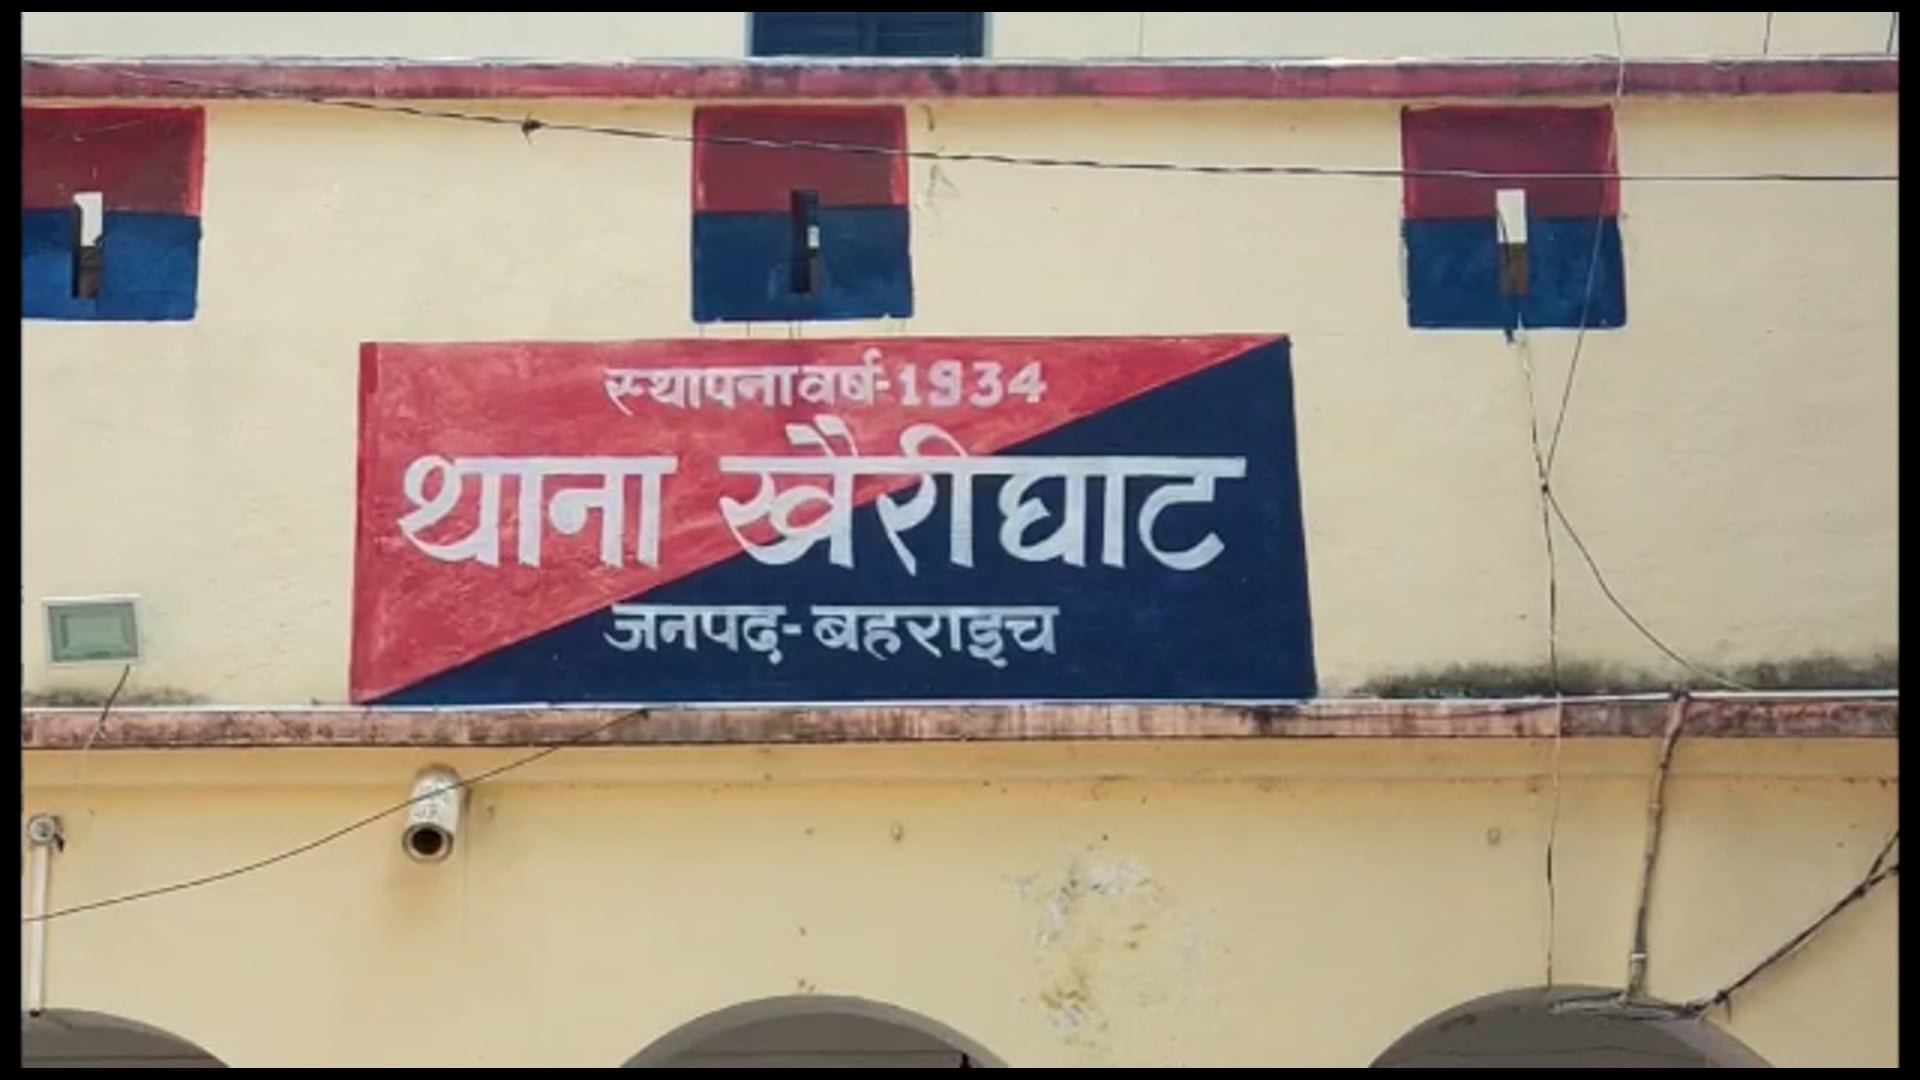 स्थापना वर्ष-1934
थाना खैरीघाट
जनपद-बहराइच